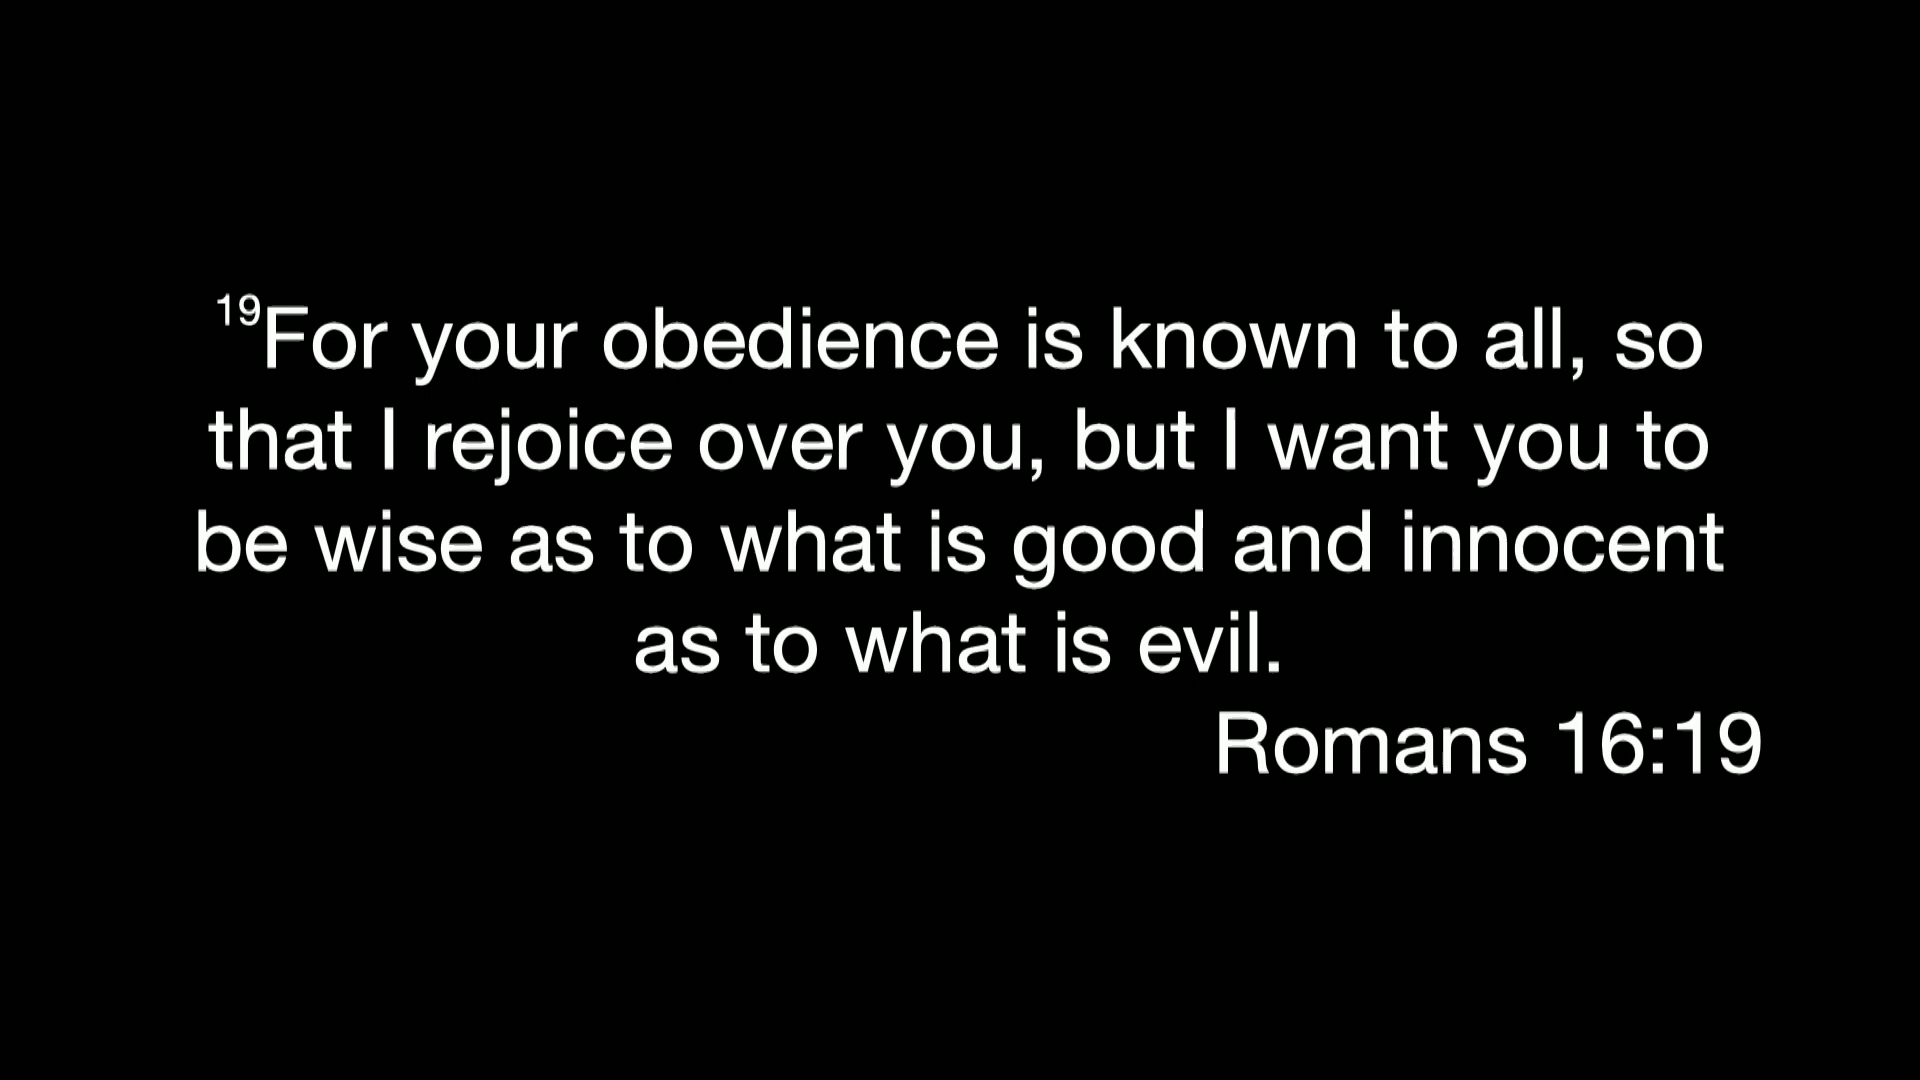 ¹⁹For your obedience is known to all, so
that I rejoice over you, but I want you to
be wise as to what is good and innocent
as to what is evil.
Romans 16:19